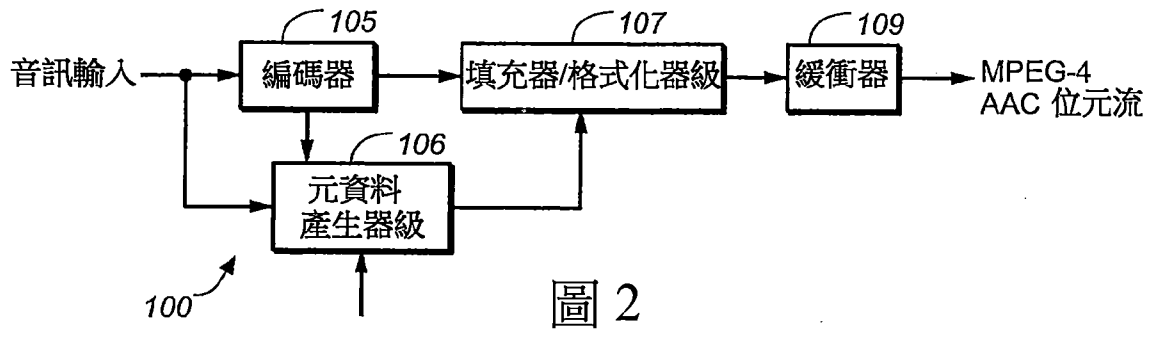 105
107
109
音訊輸入
編碼器
填充器/格式化器級
緩衝器
MPEG-4
AAC 位元流
106
元資料
產生器級
100
圖 2